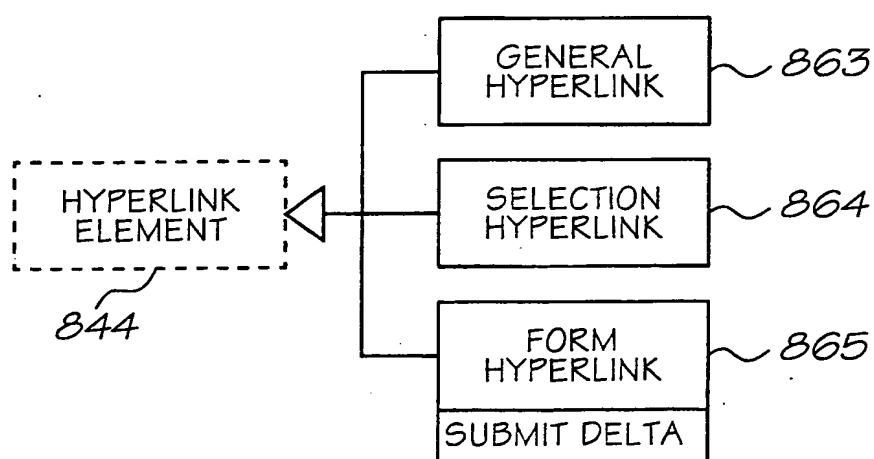 GENERAL
HYPERLINK
863
HYPERLINK
ELEMENT
844
SELECTION
HYPERLINK
864
FORM
HYPERLINK
865
SUBMIT DELTA